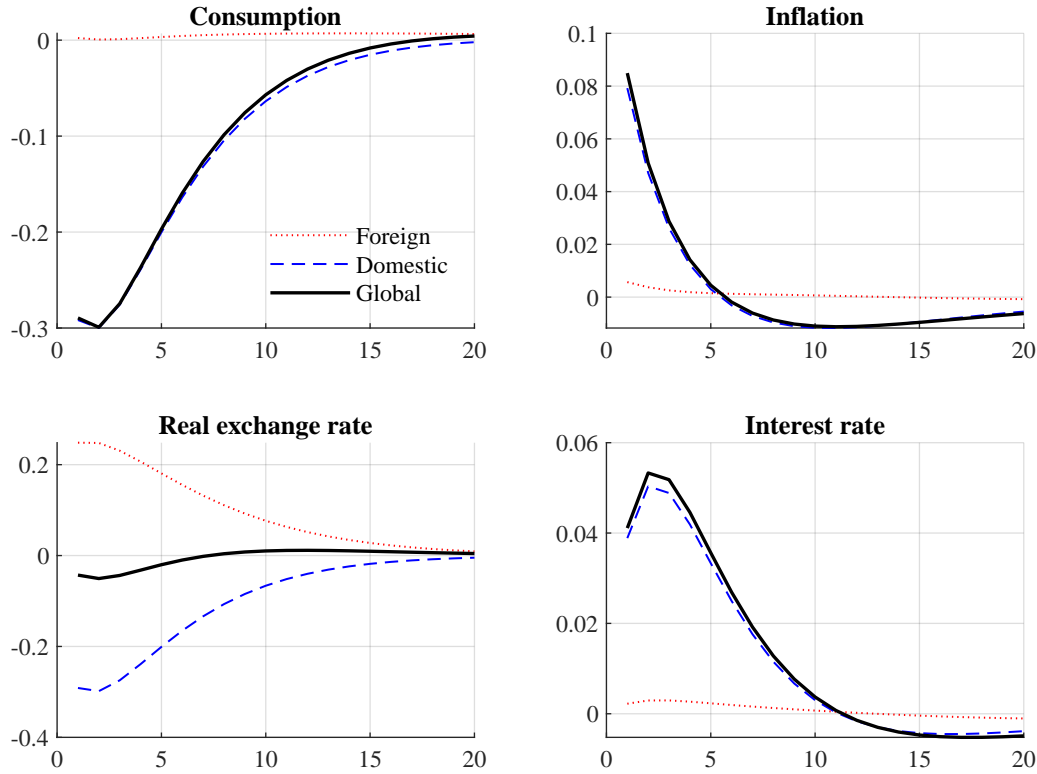 Consumption
0
-0.1
-0.2
-0.3
0 5 10 15 20
Foreign
Domestic
Global
Inflation
0.1
0.08
0.06
0.04
0.02
0
0 5 10 15 20
Real exchange rate
0.2
0
-0.2
-0.4
0 5 10 15 20
Interest rate
0.06
0.04
0.02
0
0 5 10 15 20